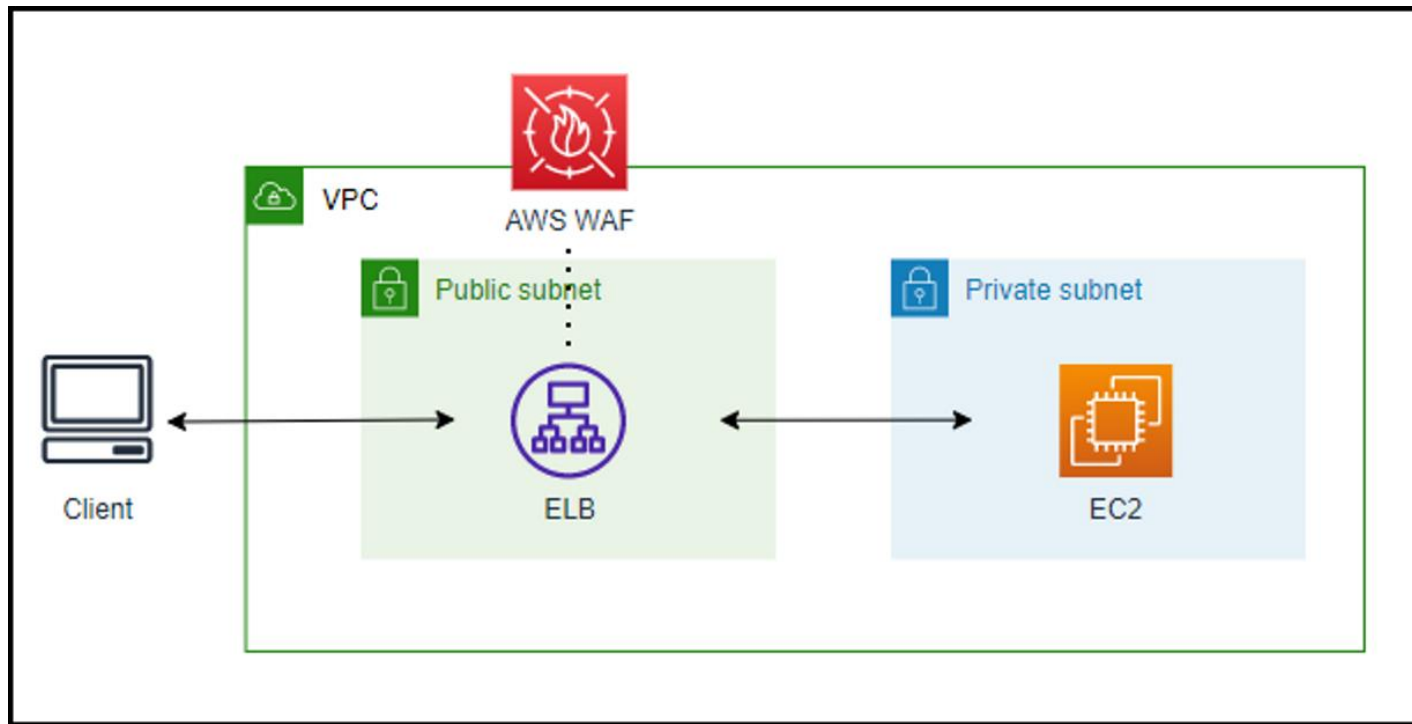 VPC
AWS WAF
Public subnet
Private subnet
Client
ELB
EC2